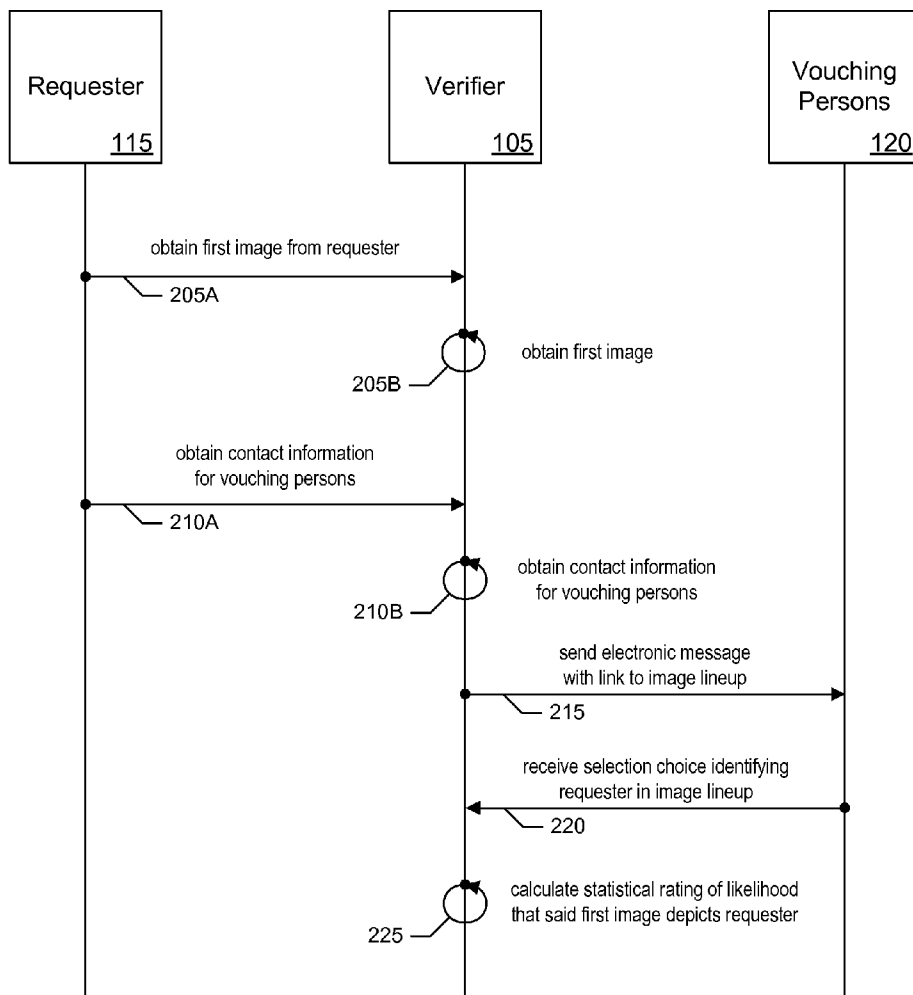 Requester
115
Verifier
105
Vouching
Persons
120
obtain first image from requester
205A
obtain first image
205B
obtain contact information
for vouching persons
210A
obtain contact information
for vouching persons
210B
send electronic message
with link to image lineup
215
receive selection choice identifying
requester in image lineup
220
calculate statistical rating of likelihood
that said first image depicts requester
225